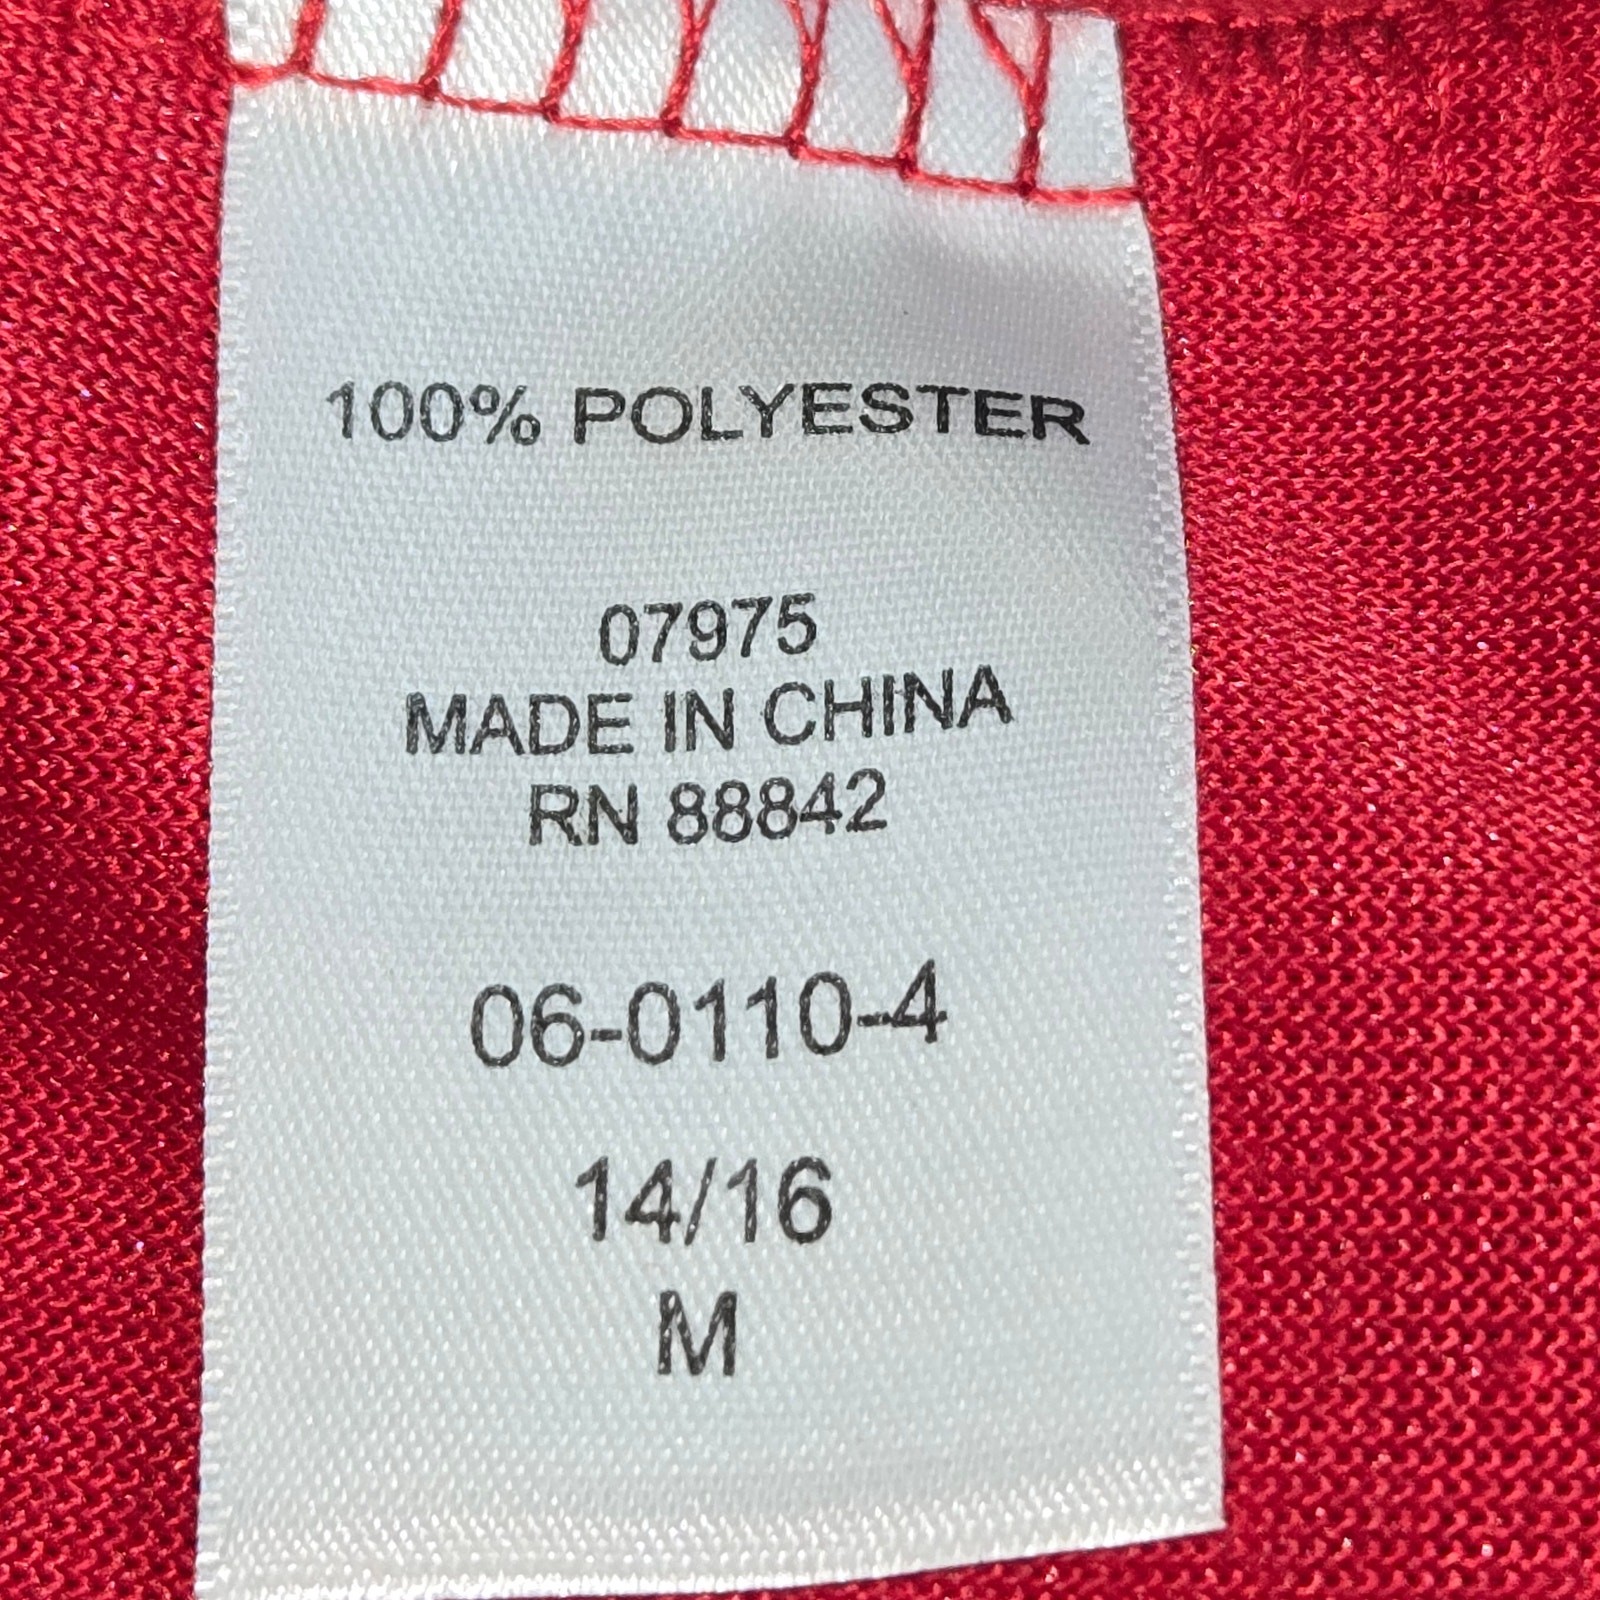 100% POLYESTER
07975
MADE IN CHINA
RN 88842
06-0110-4
14/16
M